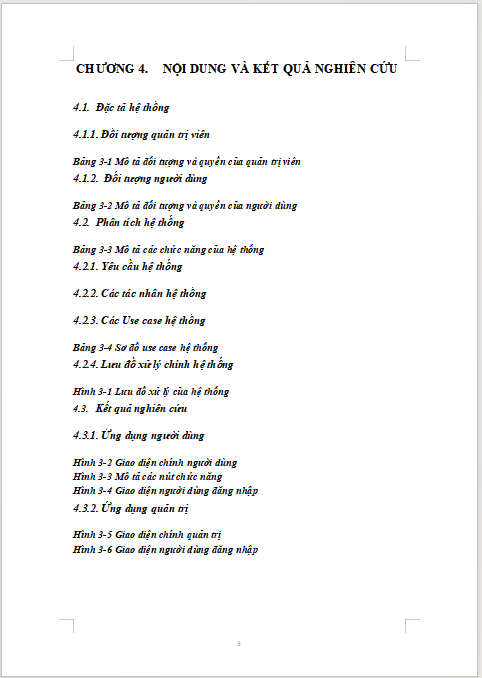 CHƯƠNG 4. NỘI DUNG VÀ KẾT QUẢ NGHIÊN CỨU
4.1. Đặc tả hệ thống
4.1.1. Đối tượng quản trị viên
Bảng 3-1 Mô tả đối tượng và quyền của quản trị viên
4.1.2. Đối tượng người dùng
Bảng 3-2 Mô tả đối tượng và quyền của người dùng
4.2. Phân tích hệ thống
Bảng 3-3 Mô tả các chức năng của hệ thống
4.2.1. Yêu cầu hệ thống
4.2.2. Các tác nhân hệ thống
4.2.3. Các Use case hệ thống
Bảng 3-4 Sơ đồ use case hệ thống
4.2.4. Lưu đồ xử lý chính hệ thống
Hình 3-1 Lưu đồ xử lý của hệ thống
4.3. Kết quả nghiên cứu
4.3.1. Ứng dụng người dùng
Hình 3-2 Giao diện chính người dùng
Hình 3-3 Mô tả các nút chức năng
Hình 3-4 Giao diện người dùng đăng nhập
4.3.2. Ứng dụng quản trị
Hình 3-5 Giao diện chính quản trị
Hình 3-6 Giao diện người dùng đăng nhập
3